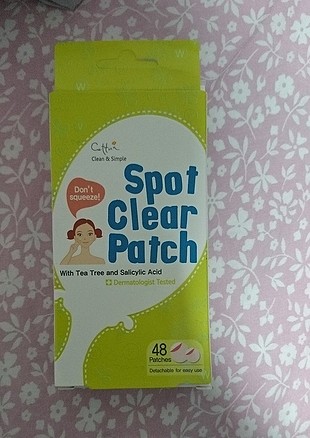 Clean & Simple
Don't
squeeze!
Spot
Clear
Patch
With Tea Tree and Salicylic Acid
Dermatologist Tested
48
Patches
Detachable for easy use